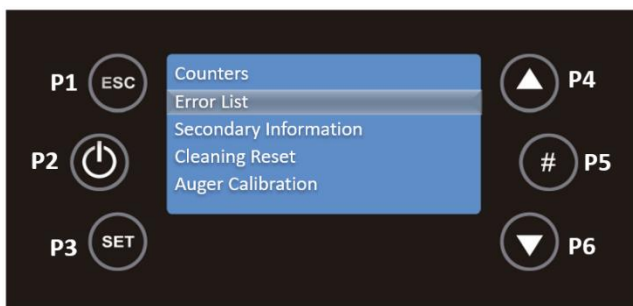 P1 ESC
Counters
Error List
Secondary Information
Cleaning Reset
Auger Calibration
P2
P3 SET
P4
# P5
P6